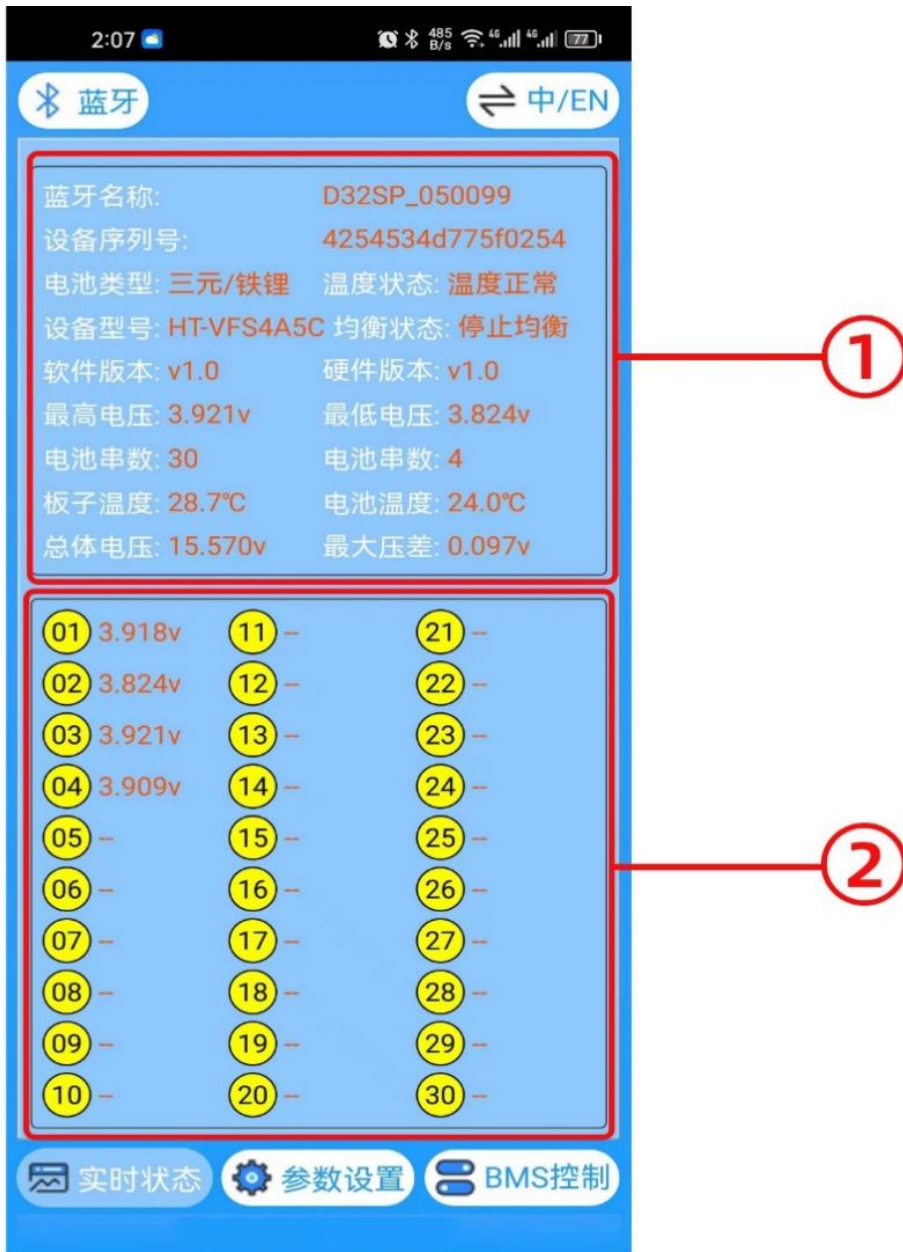 2:07 485 B/s 4G 4G 77
蓝牙 中/EN
蓝牙名称: D32SP_050099
设备序列号: 4254534d775f0254
电池类型: 三元/铁锂 温度状态: 温度正常
设备型号: HT-VFS4A5C 均衡状态: 停止均衡
软件版本: v1.0 硬件版本: v1.0
最高电压: 3.921v 最低电压: 3.824v
电池串数: 30 电池串数: 4
板子温度: 28.7℃ 电池温度: 24.0℃
总体电压: 15.570v 最大压差: 0.097v
①
01 3.918v 11 -- 21 --
02 3.824v 12 -- 22 --
03 3.921v 13 -- 23 --
04 3.909v 14 -- 24 --
05 -- 15 -- 25 --
06 -- 16 -- 26 --
07 -- 17 -- 27 --
08 -- 18 -- 28 --
09 -- 19 -- 29 --
10 -- 20 -- 30 --
②
实时状态 参数设置 BMS控制